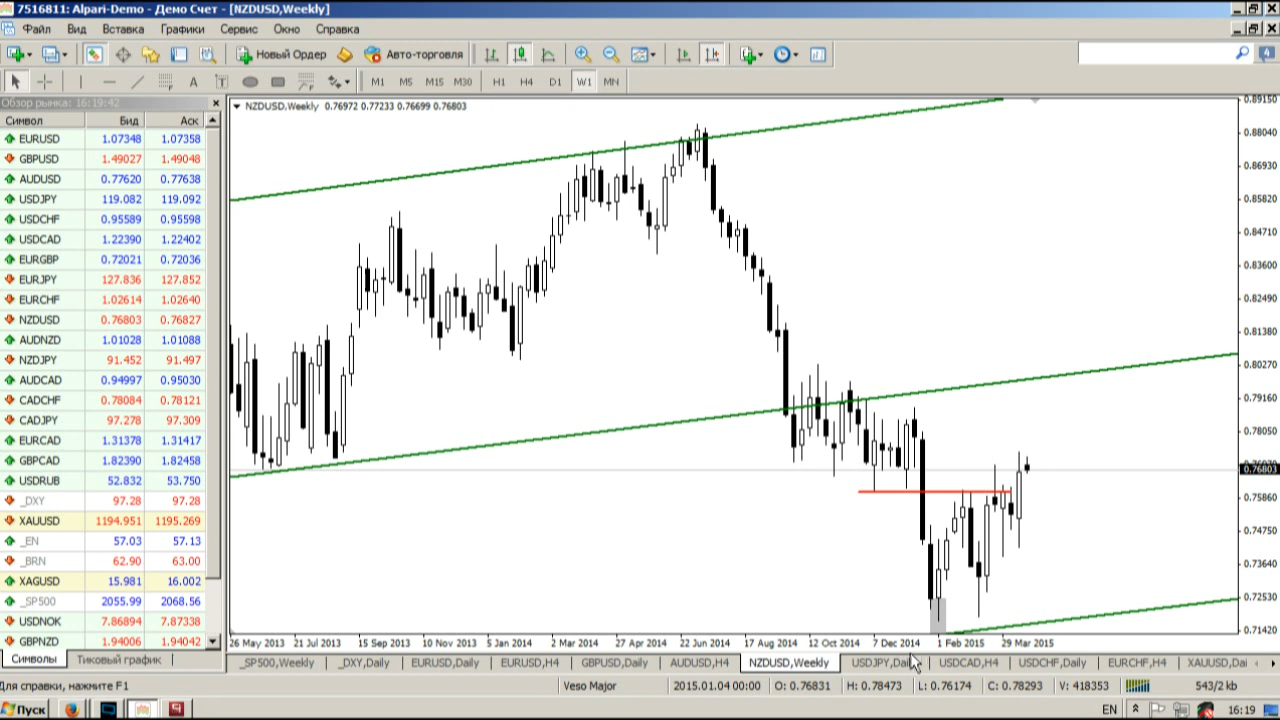 7516811: Alpari-Demo - Демо Счет - [NZDUSD,Weekly]
Файл Вид Вставка Графики Сервис Окно Справка
Новый Ордер Авто-торговля 4
A T M1 M5 M15 M30 H1 H4 D1 W1 MN
Обзор рынка: 16:19:42
Символ Бид Аск
EURUSD 1.07348 1.07358
GBPUSD 1.49027 1.49048
AUDUSD 0.77620 0.77638
USDJPY 119.082 119.092
USDCHF 0.95589 0.95598
USDCAD 1.22390 1.22402
EURGBP 0.72021 0.72036
EURJPY 127.836 127.852
EURCHF 1.02614 1.02640
NZDUSD 0.76803 0.76827
AUDNZD 1.01028 1.01088
NZDJPY 91.452 91.497
AUDCAD 0.94997 0.95030
CADCHF 0.78084 0.78121
CADJPY 97.278 97.309
EURCAD 1.31378 1.31417
GBPCAD 1.82390 1.82458
USDRUB 52.832 53.750
_DXY 97.28 97.28
XAUUSD 1194.951 1195.269
_EN 57.03 57.13
_BRN 62.90 63.00
XAGUSD 15.981 16.002
_SP500 2055.99 2068.56
USDNOK 7.86894 7.87338
GBPNZD 1.94006 1.94042
Символы Тиковый график
NZDUSD,Weekly 0.76972 0.77233 0.76699 0.76803
0.89150
0.88040
0.86930
0.85820
0.84710
0.83600
0.82490
0.81380
0.80270
0.79160
0.78050
0.76803
0.75860
0.74750
0.73640
0.72530
0.71420
26 May 2013 21 Jul 2013 15 Sep 2013 10 Nov 2013 5 Jan 2014 2 Mar 2014 27 Apr 2014 22 Jun 2014 17 Aug 2014 12 Oct 2014 7 Dec 2014 1 Feb 2015 29 Mar 2015
_SP500,Weekly _DXY,Daily EURUSD,Daily EURUSD,H4 GBPUSD,Daily AUDUSD,H4 NZDUSD,Weekly USDJPY,Daily USDCAD,H4 USDCHF,Daily EURCHF,H4 XAUUSD,Dai
Для справки, нажмите F1 Veso Major 2015.01.04 00:00 O: 0.76831 H: 0.78473 L: 0.76174 C: 0.78293 V: 418353 543/2 kb
Пуск EN 16:19